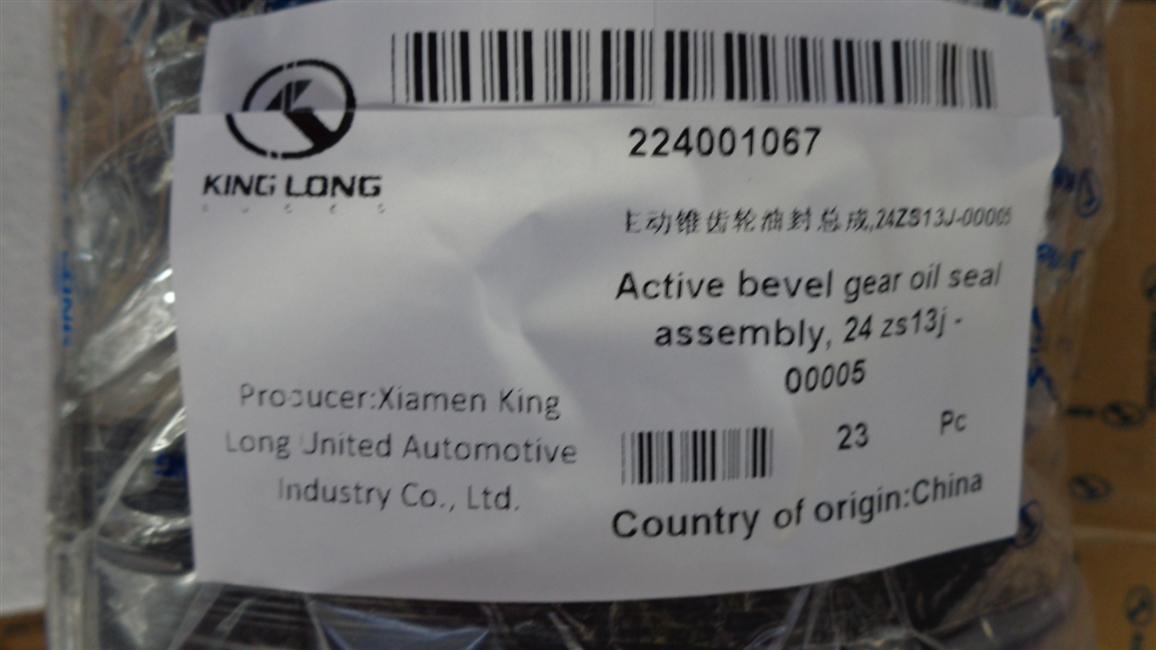 KING LONG
224001067
主动锥齿轮油封总成,24ZS13J-00005
Active bevel gear oil seal
assembly, 24 zs13j -
00005
Producer:Xiamen King
Long United Automotive
Industry Co., Ltd.
23 Pc
Country of origin:China